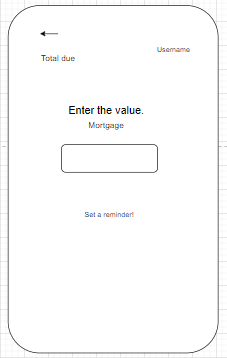 Username
Total due
Enter the value.
Mortgage
Set a reminder!